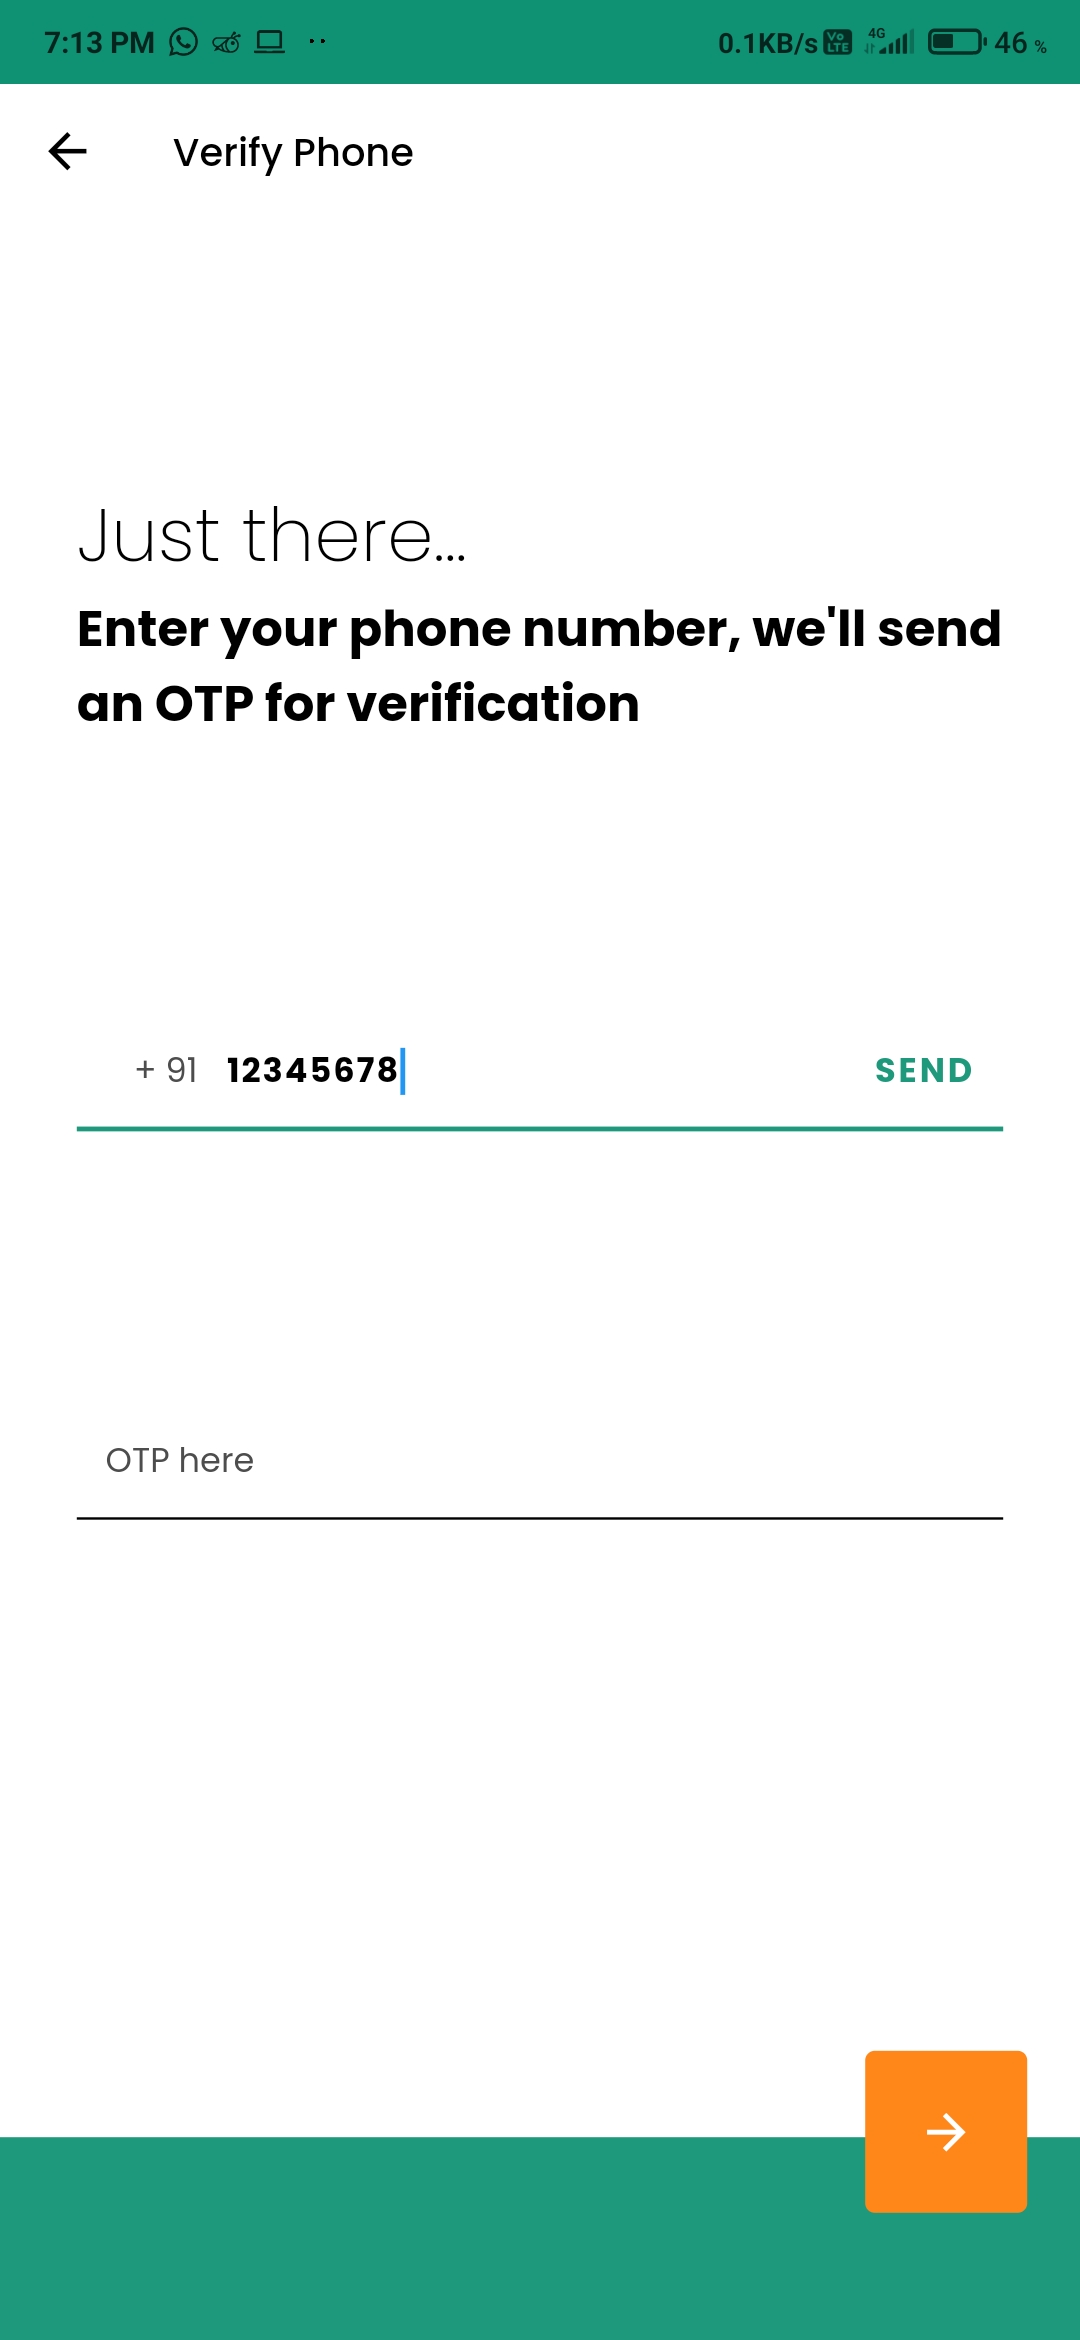 7:13 PM
0.1KB/s Vo LTE 4G 46 %
Verify Phone
Just there...
Enter your phone number, we'll send
an OTP for verification
+ 91 12345678 SEND
OTP here